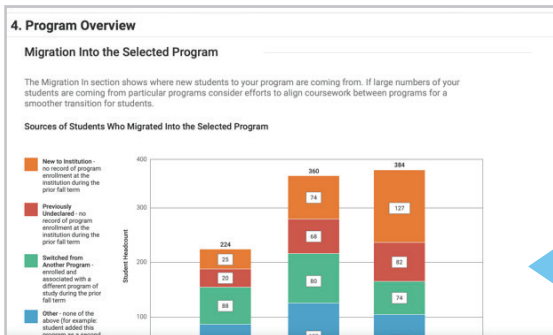 4. Program Overview
Migration Into the Selected Program
The Migration In section shows where new students to your program are coming from. If large numbers of your
students are coming from particular programs consider efforts to align coursework between programs for a
smoother transition for students.
Sources of Students Who Migrated Into the Selected Program
New to Institution -
no record of program
enrollment at the
institution during the
prior fall term
Previously
Undeclared - no
record of program
enrollment at the
institution during the
prior fall term
Switched from
Another Program -
enrolled and
associated with a
different program of
study during the prior
fall term
Other - none of the
above (for example:
student added this
Student Headcount
400
300
200
100
224
25
20
88
360
74
68
80
384
127
82
74